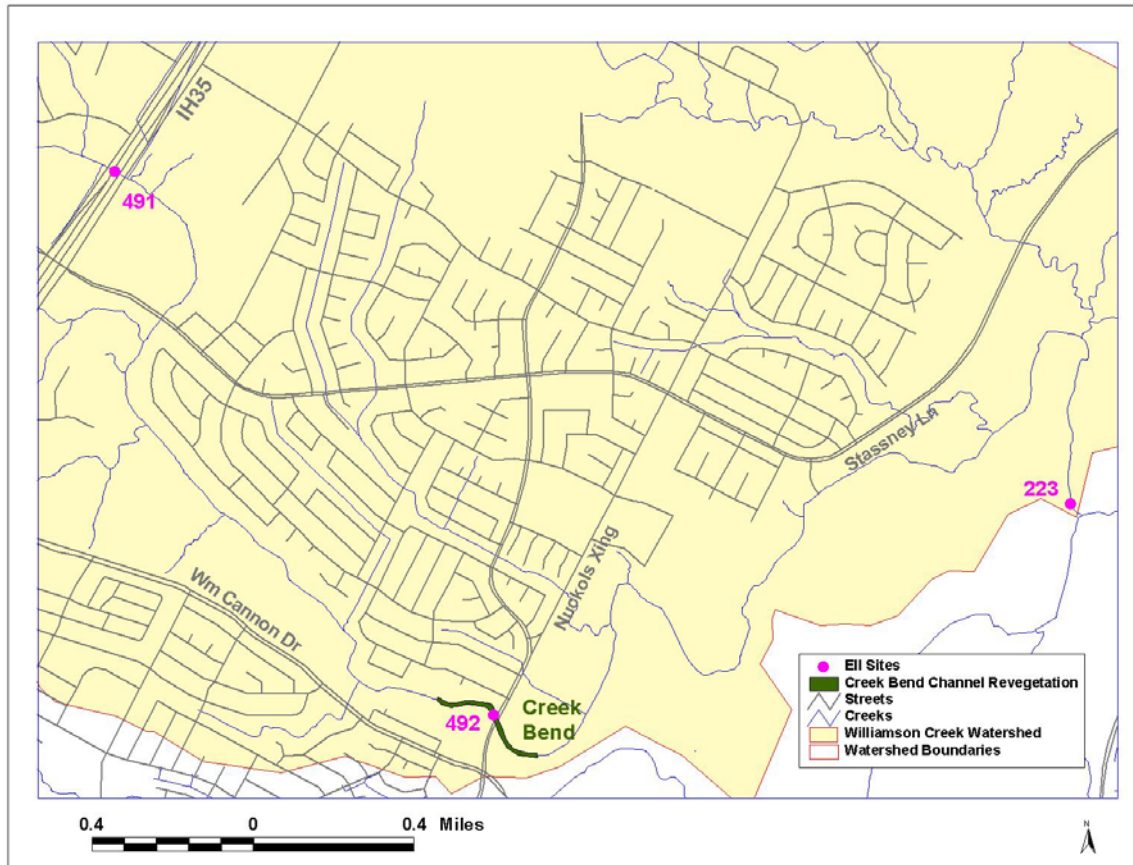 IH35
491
Stassney Ln
223
Nuckols Xing
Wm Cannon Dr
492
Creek
Bend
EII Sites
Creek Bend Channel Revegetation
Streets
Creeks
Williamson Creek Watershed
Watershed Boundaries
0.4 0 0.4 Miles
N